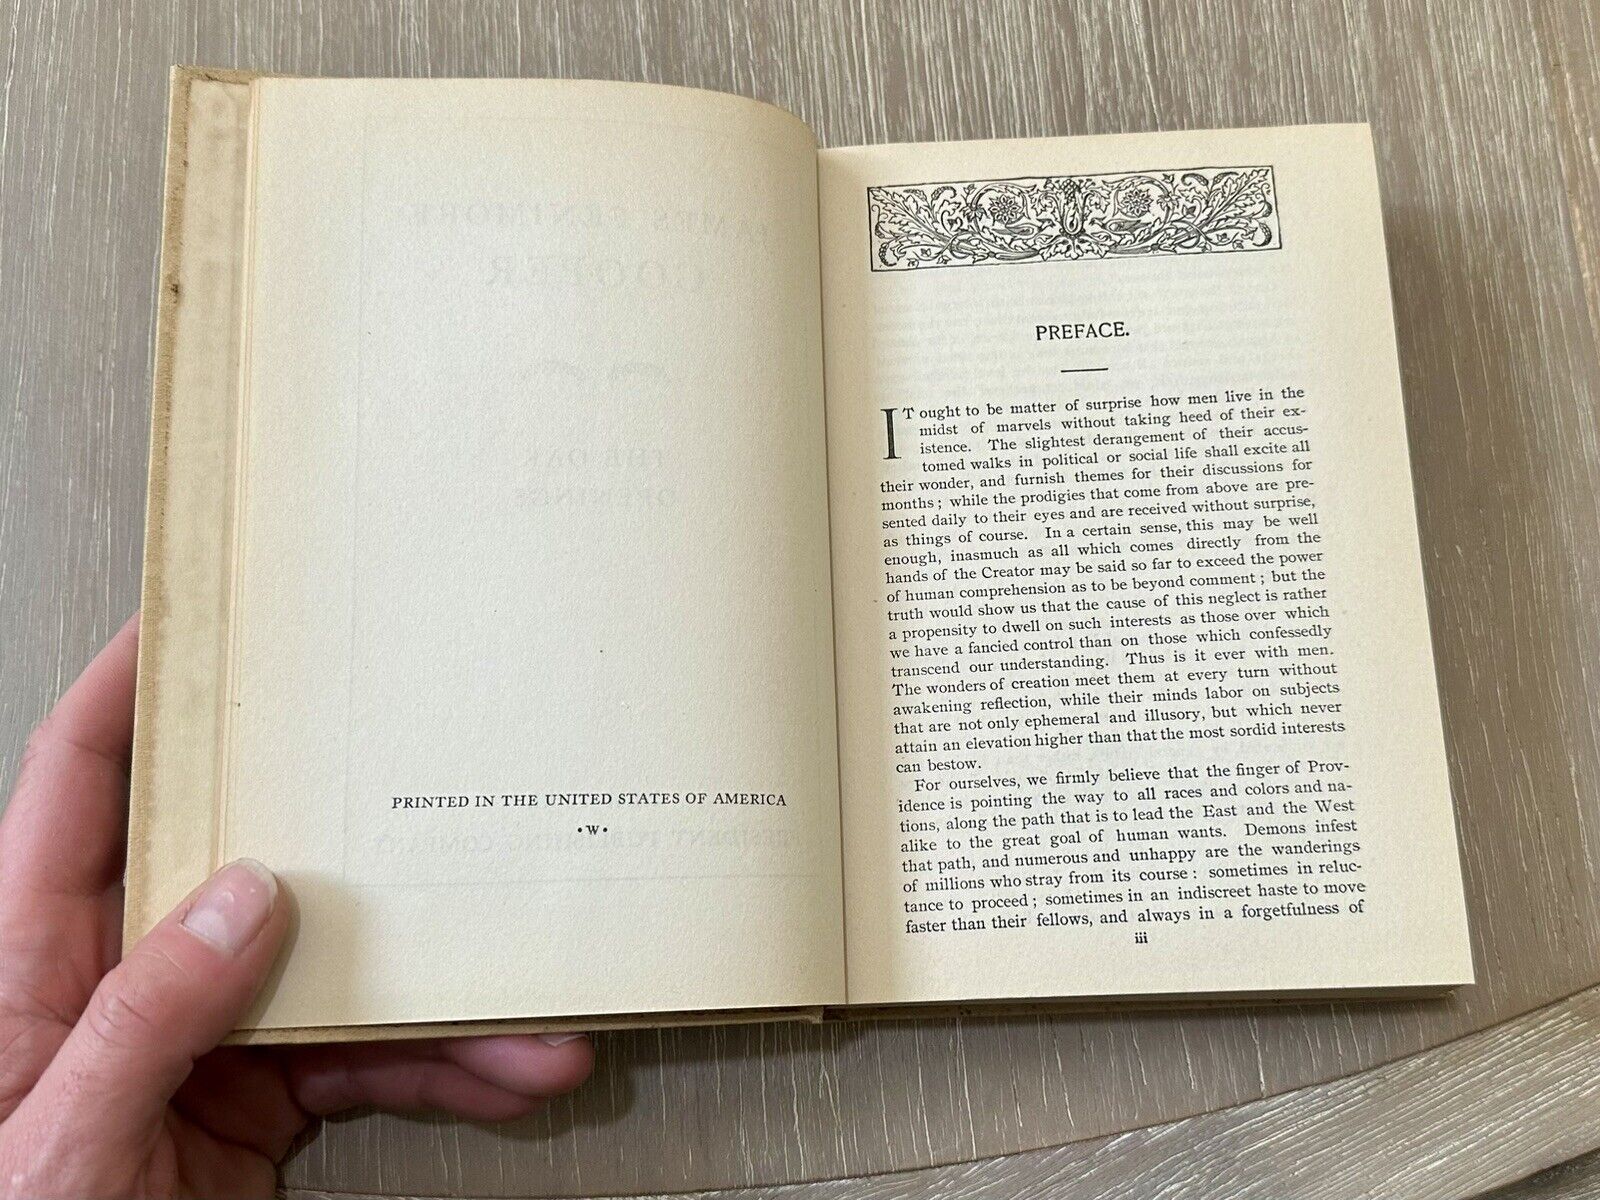 PRINTED IN THE UNITED STATES OF AMERICA
• W •
PREFACE.
IT ought to be matter of surprise how men live in the
midst of marvels without taking heed of their ex-
istence. The slightest derangement of their accus-
tomed walks in political or social life shall excite all
their wonder, and furnish themes for their discussions for
months; while the prodigies that come from above are pre-
sented daily to their eyes and are received without surprise,
as things of course. In a certain sense, this may be well
enough, inasmuch as all which comes directly from the
hands of the Creator may be said so far to exceed the power
of human comprehension as to be beyond comment; but the
truth would show us that the cause of this neglect is rather
a propensity to dwell on such interests as those over which
we have a fancied control than on those which confessedly
transcend our understanding. Thus is it ever with men.
The wonders of creation meet them at every turn without
awakening reflection, while their minds labor on subjects
that are not only ephemeral and illusory, but which never
attain an elevation higher than that the most sordid interests
can bestow.
For ourselves, we firmly believe that the finger of Prov-
idence is pointing the way to all races and colors and na-
tions, along the path that is to lead the East and the West
alike to the great goal of human wants. Demons infest
that path, and numerous and unhappy are the wanderings
of millions who stray from its course: sometimes in reluc-
tance to proceed; sometimes in an indiscreet haste to move
faster than their fellows, and always in a forgetfulness of
iii